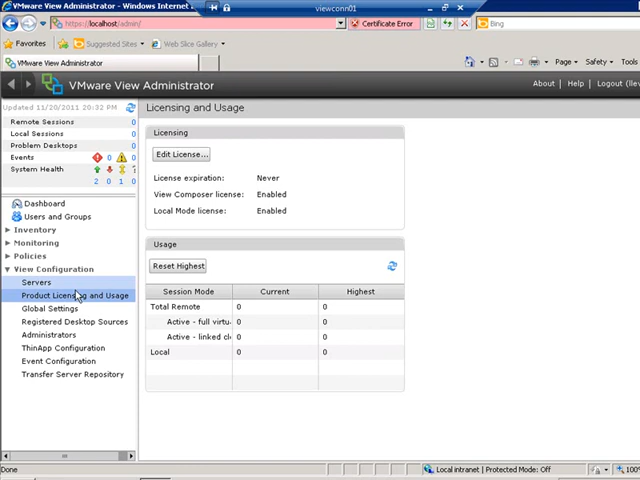 VMware View Administrator - Windows Internet
viewconn01
https://localhost/admin/
Certificate Error
Bing
Favorites
Suggested Sites
Web Slice Gallery
VMware View Administrator
Page
Safety
Tools
VMware View Administrator
About
Help
Logout (llev
Updated 11/20/2011 20:32 PM
Remote Sessions 0
Local Sessions 0
Problem Desktops 0
Events 0 0
System Health
2 0 1 0
Dashboard
Users and Groups
Inventory
Monitoring
Policies
View Configuration
Servers
Product Licensing and Usage
Global Settings
Registered Desktop Sources
Administrators
ThinApp Configuration
Event Configuration
Transfer Server Repository
Licensing and Usage
Licensing
Edit License...
License expiration: Never
View Composer license: Enabled
Local Mode license: Enabled
Usage
Reset Highest
Session Mode Current Highest
Total Remote 0 0
Active - full virtu 0 0
Active - linked cl 0 0
Local 0 0
Done
Local intranet | Protected Mode: Off
100%